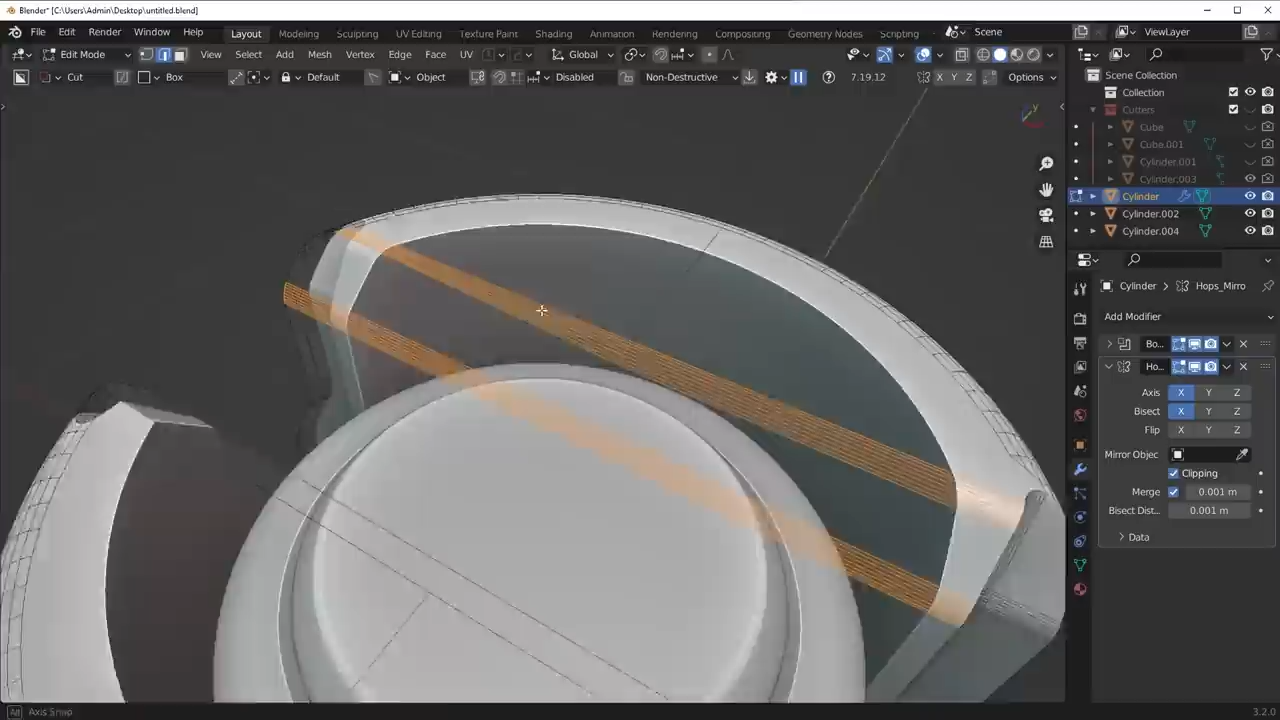 Blender* [C:\Users\Admin\Desktop\untitled.blend]
File Edit Render Window Help Layout Modeling Sculpting UV Editing Texture Paint Shading Animation Rendering Compositing Geometry Nodes Scripting Scene ViewLayer
Edit Mode View Select Add Mesh Vertex Edge Face UV Global
Cut Box Default Object Disabled Non-Destructive 7.19.12 X Y Z Options
Scene Collection
Collection
Cutters
Cube
Cube.001
Cylinder.001
Cylinder.003
Cylinder
Cylinder.002
Cylinder.004
Cylinder > Hops_Mirro
Add Modifier
Bo...
Ho...
Axis X Y Z
Bisect X Y Z
Flip X Y Z
Mirror Objec
Clipping
Merge 0.001 m
Bisect Dist... 0.001 m
Data
Alt Axis Snap 3.2.0